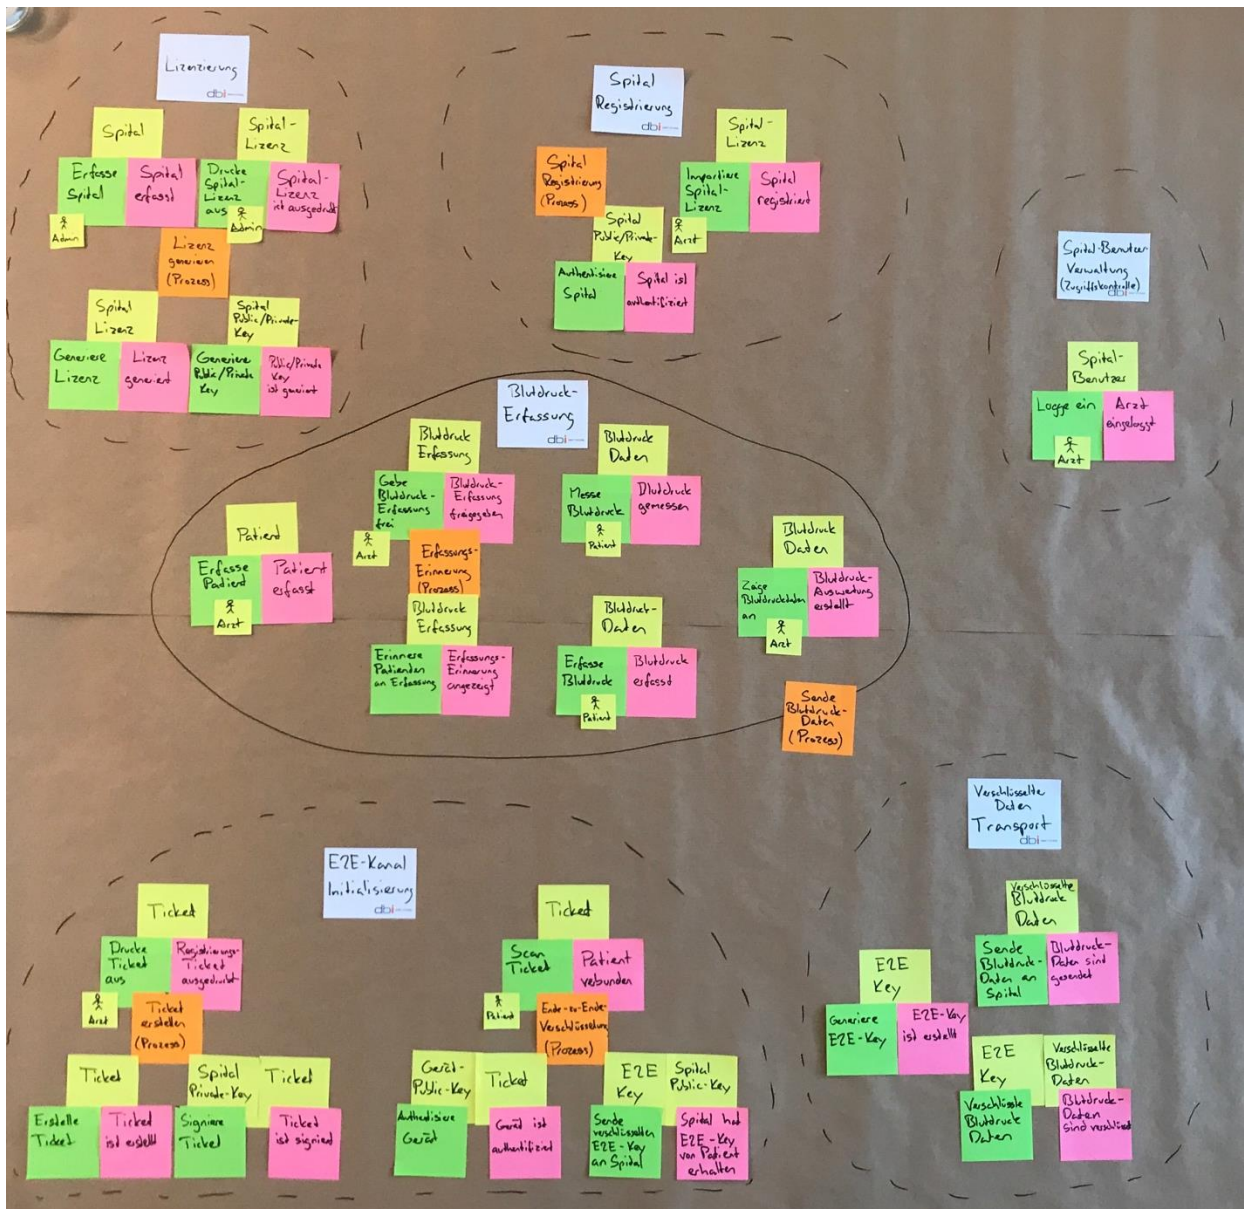 Lizenzierung
dbi
Spital
Spital-
Lizenz
Erfasse
Spital
Spital
erfasst
Drucke
Spital-
Lizenz
aus
Spital-
Lizenz
ist ausgedruckt
Admin
Admin
Lizenz
generieren
(Prozess)
Spital
Lizenz
Spital
Public/Private-
Key
Generiere
Lizenz
Lizenz
generiert
Generiere
Public/Private
Key
Public/Private
Key
Spital
Registrierung
dbi
Spital
Registrierung
(Prozess)
Spital-
Lizenz
Importiere
Spital-
Lizenz
Spital
registriert
Arzt
Spital
Public/Private-
Key
Authentisiere
Spital
Spital ist
authentifiziert
Spital-Benutzer
Verwaltung
(Zugriffskontrolle)
dbi
Spital-
Benutzer
Logge ein
Arzt
eingeloggt
Arzt
Blutdruck-
Erfassung
dbi
Blutdruck
Erfassung
Gebe
Blutdruck-
Erfassung
frei
Blutdruck-
Erfassung
freigegeben
Arzt
Erfassungs-
Erinnerung
(Prozess)
Blutdruck
Erfassung
Erinnere
Patienten
an Erfassung
Erfassungs-
Erinnerung
angezeigt
Blutdruck
Daten
Messe
Blutdruck
Blutdruck
gemessen
Patient
Patient
Erfasse
Patient
Patient
erfasst
Arzt
Blutdruck-
Daten
Erfasse
Blutdruck
Blutdruck
erfasst
Patient
Blutdruck
Daten
Zeige
Blutdruckdaten
an
Blutdruck-
Auswertung
erstellt
Arzt
Sende
Blutdruck-
Daten
(Prozess)
E2E-Kanal
Initialisierung
dbi
Ticket
Drucke
Ticket
aus
Registrierungs-
Ticket
ausgedruckt
Arzt
Ticket
erstellen
(Prozess)
Ticket
Spital
Private-Key
Ticket
Erstelle
Ticket
Ticket
ist erstellt
Signiere
Ticket
Ticket
ist signiert
Ticket
Scan
Ticket
Patient
verbunden
Patient
Ende-zu-Ende-
Verschlüsselung
(Prozess)
Gerät-
Public-Key
Ticket
E2E
Key
Spital
Public-Key
Authentisiere
Gerät
Gerät ist
authentifiziert
Sende
verschlüsselten
E2E-Key
an Spital
Spital hat
E2E-Key
von Patient
erhalten
Verschlüsselte
Daten
Transport
dbi
Verschlüsselte
Blutdruck
Daten
Sende
Blutdruck-
Daten an
Spital
Blutdruck-
Daten sind
gesendet
E2E
Key
Generiere
E2E-Key
E2E-Key
ist erstellt
E2E
Key
Verschlüsselte
Blutdruck-
Daten
Verschlüssle
Blutdruck
Daten
Blutdruck-
Daten